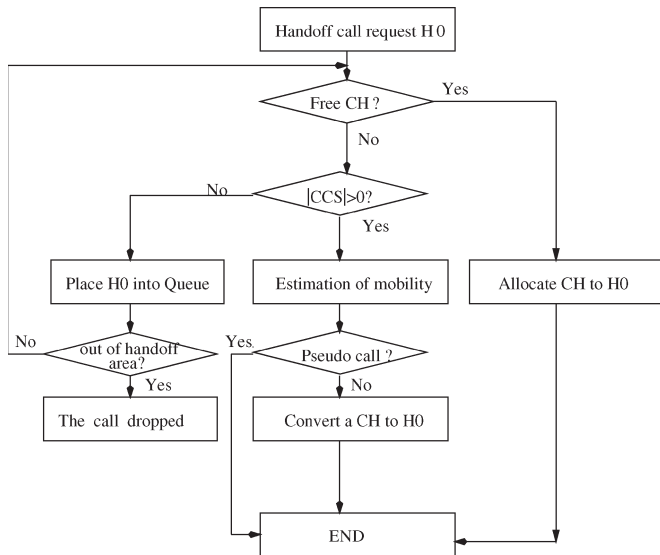 Handoff call request H0
Free CH ?
Yes
No
|CCS|>0?
No
Yes
Place H0 into Queue
Estimation of mobility
Allocate CH to H0
No
out of handoff
area?
Yes
Yes
Pseudo call ?
No
The call dropped
Convert a CH to H0
END